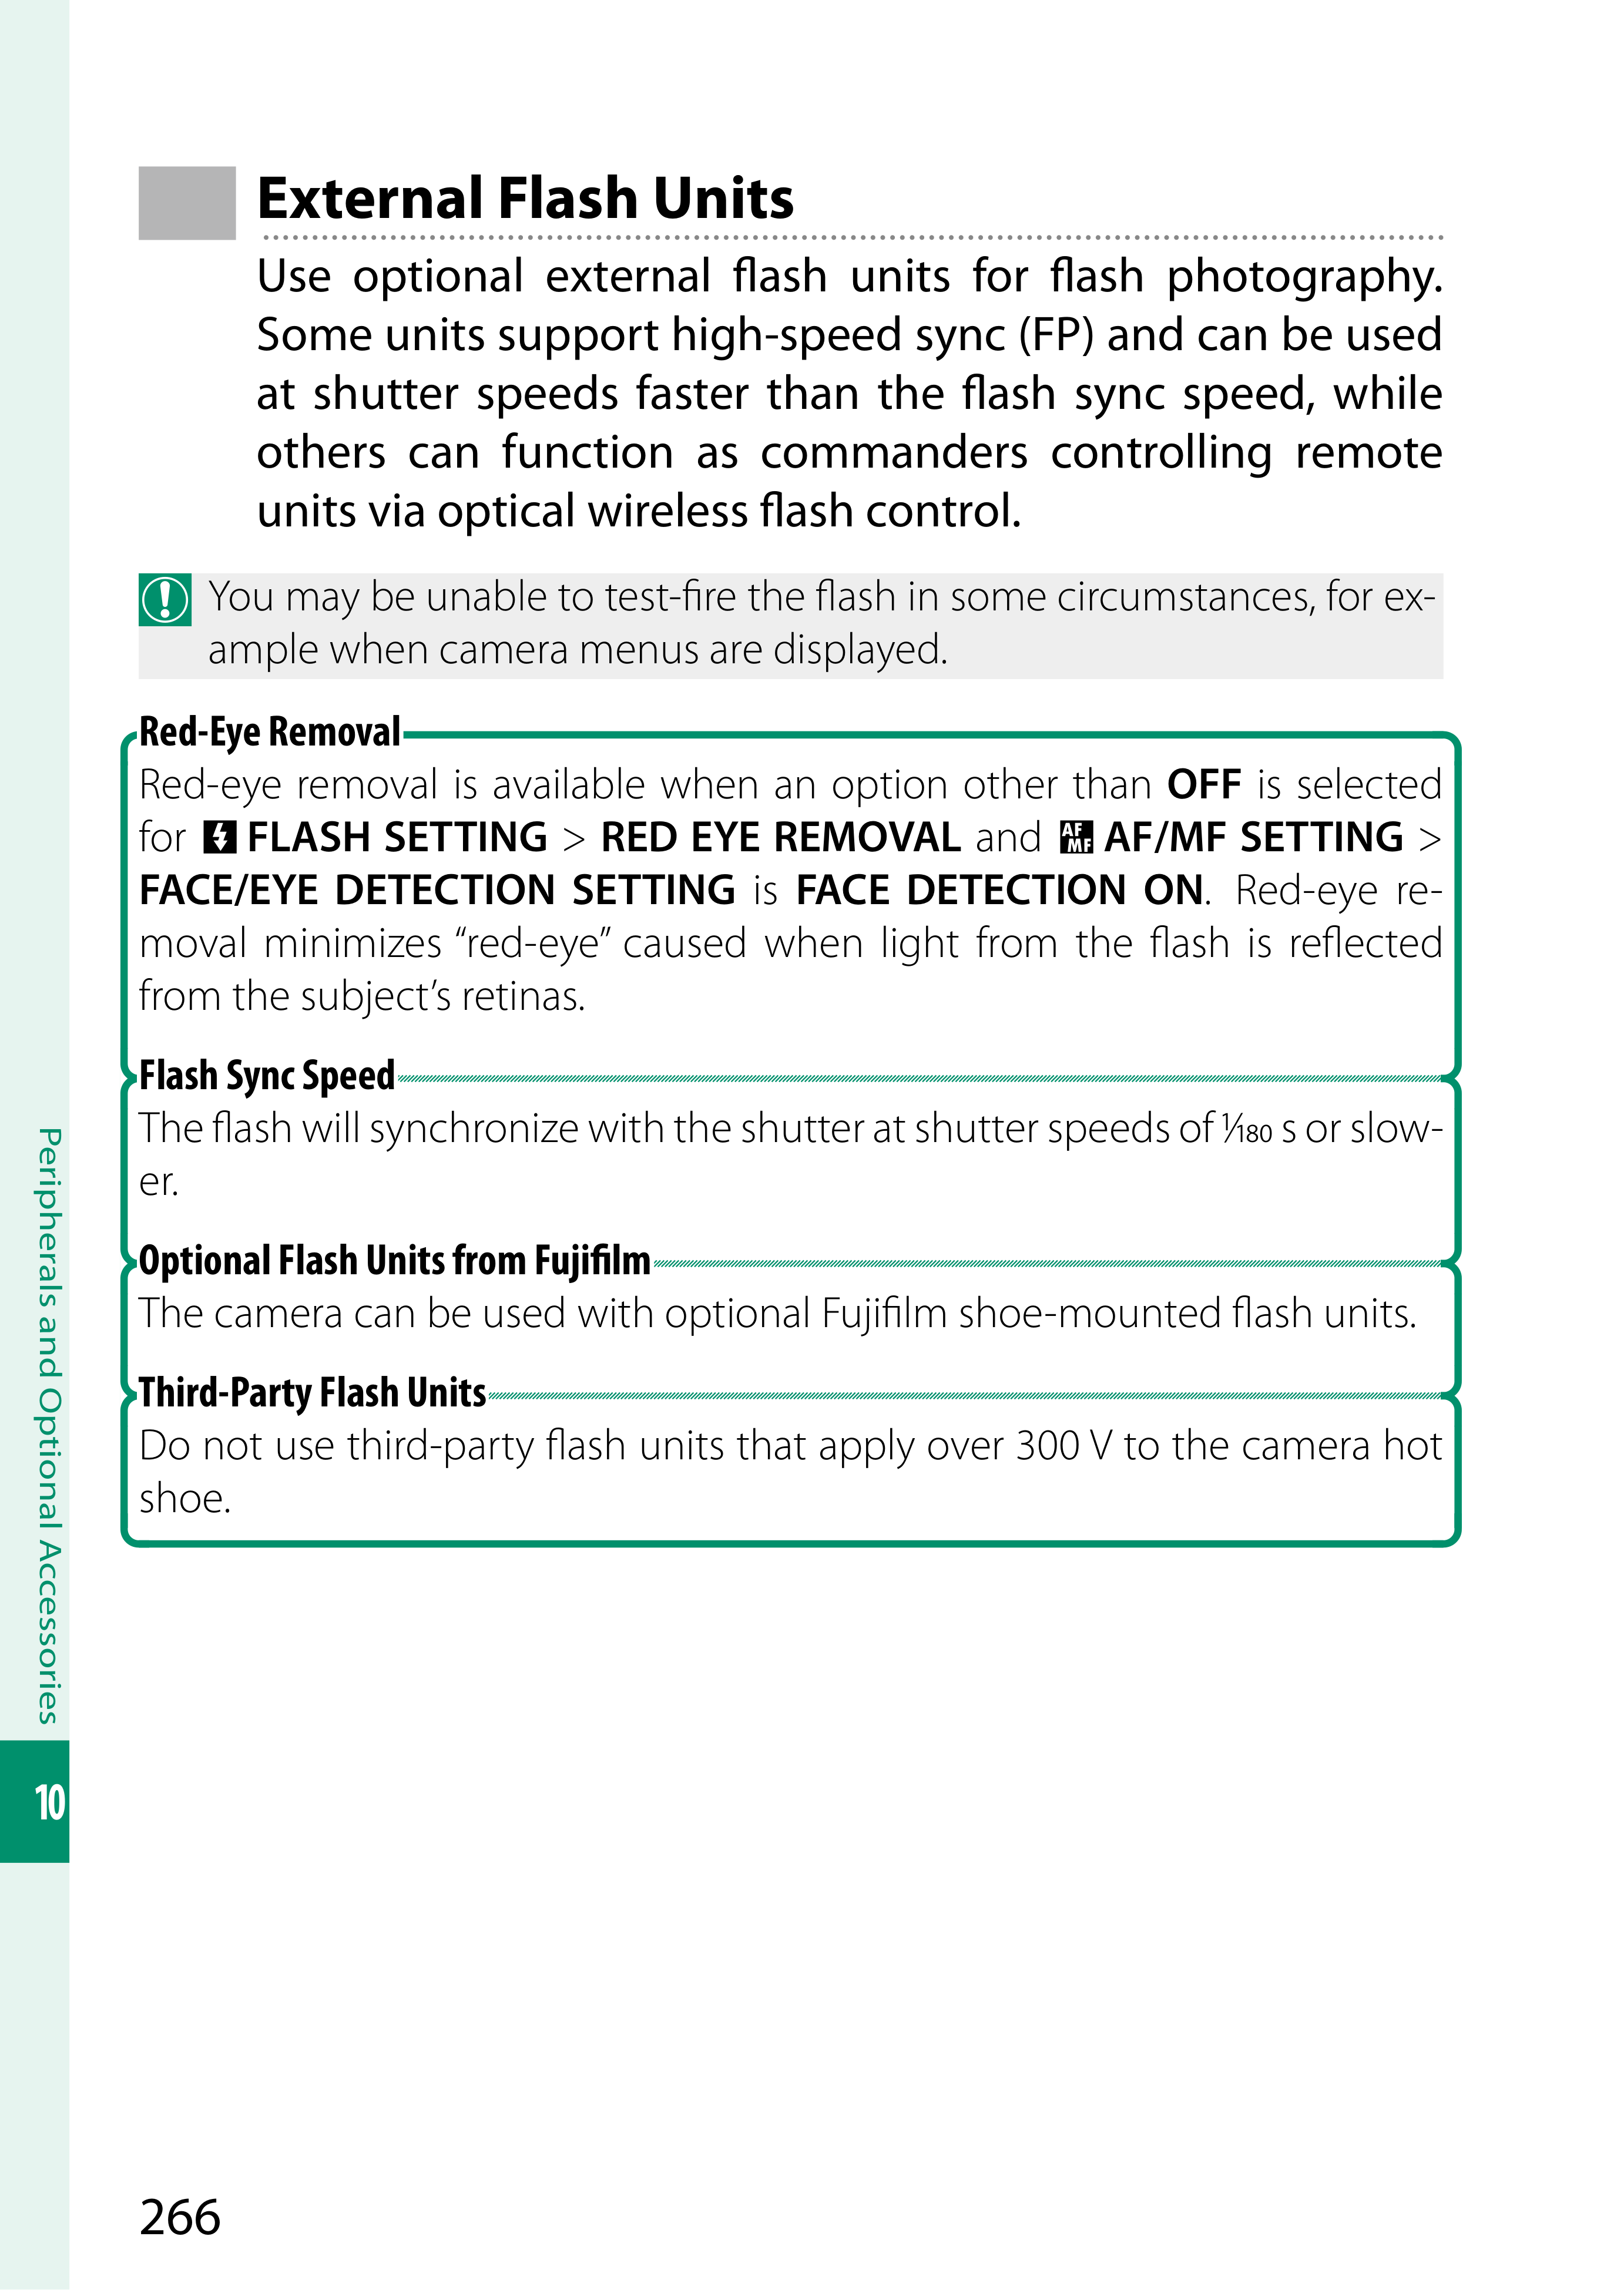 External Flash Units
Use optional external flash units for flash photography.
Some units support high-speed sync (FP) and can be used
at shutter speeds faster than the flash sync speed, while
others can function as commanders controlling remote
units via optical wireless flash control.
You may be unable to test-fire the flash in some circumstances, for ex-
ample when camera menus are displayed.
Red-Eye Removal
Red-eye removal is available when an option other than OFF is selected
for FLASH SETTING > RED EYE REMOVAL and AF MF AF/MF SETTING >
FACE/EYE DETECTION SETTING is FACE DETECTION ON. Red-eye re-
moval minimizes “red-eye” caused when light from the flash is reflected
from the subject’s retinas.
Flash Sync Speed
The flash will synchronize with the shutter at shutter speeds of 1/180 s or slow-
er.
Optional Flash Units from Fujifilm
The camera can be used with optional Fujifilm shoe-mounted flash units.
Third-Party Flash Units
Do not use third-party flash units that apply over 300 V to the camera hot
shoe.
Peripherals and Optional Accessories
10
266